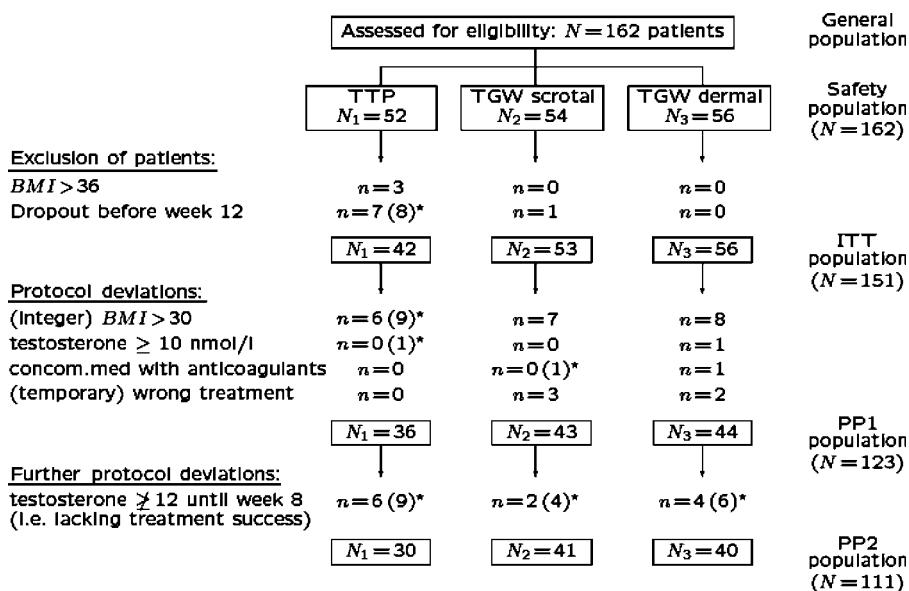 Assessed for eligibility: N=162 patients
General
population
TTP
N₁=52
TGW scrotal
N₂=54
TGW dermal
N₃=56
Safety
population
(N=162)
Exclusion of patients:
BMI>36 n=3 n=0 n=0
Dropout before week 12 n=7 (8)* n=1 n=0
N₁=42 N₂=53 N₃=56
ITT
population
(N=151)
Protocol deviations:
(integer) BMI>30 n=6 (9)* n=7 n=8
testosterone ≥ 10 nmol/l n=0 (1)* n=0 n=1
concom.med with anticoagulants n=0 n=0 (1)* n=1
(temporary) wrong treatment n=0 n=3 n=2
N₁=36 N₂=43 N₃=44
PP1
population
(N=123)
Further protocol deviations:
testosterone ≱ 12 until week 8 n=6 (9)* n=2 (4)* n=4 (6)*
(i.e. lacking treatment success)
N₁=30 N₂=41 N₃=40
PP2
population
(N=111)